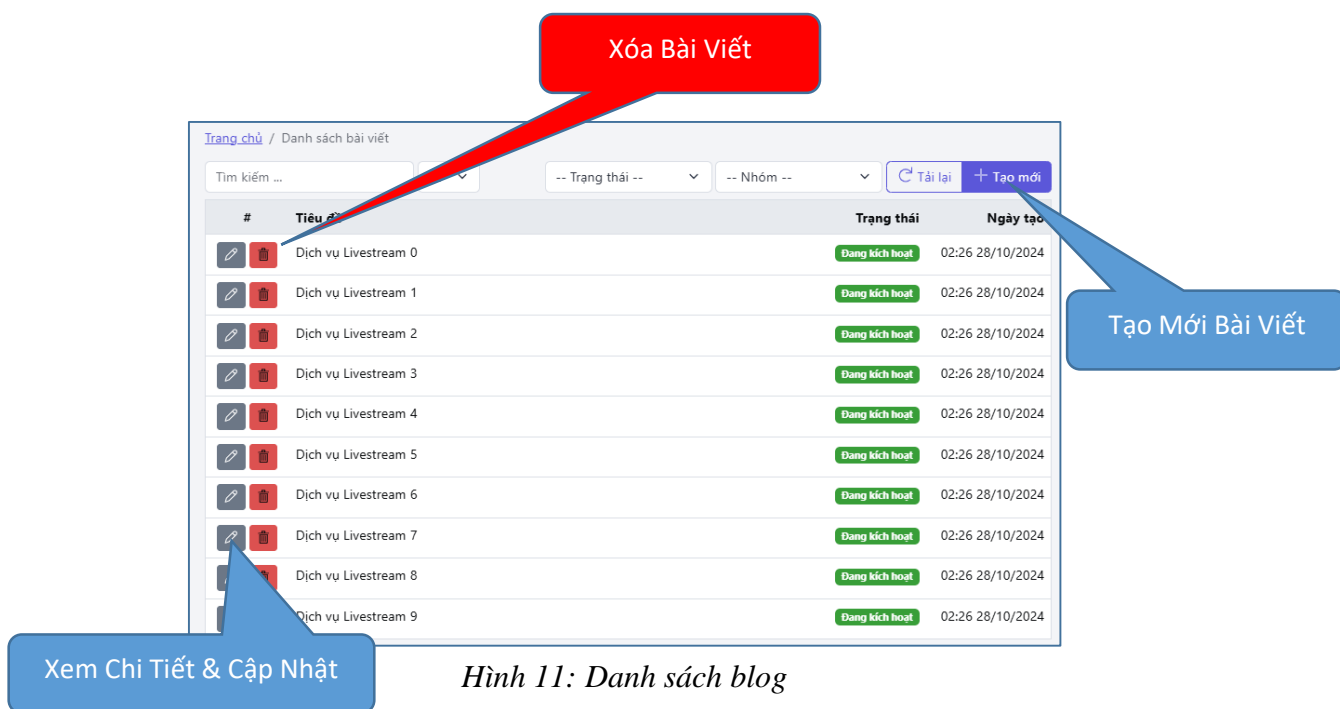 Xóa Bài Viết
Trang chủ / Danh sách bài viết
Tìm kiếm ... -- Trạng thái -- -- Nhóm -- Tải lại + Tạo mới
# Tiêu Trạng thái Ngày tạo
Dịch vụ Livestream 0 Đang kích hoạt 02:26 28/10/2024
Dịch vụ Livestream 1 Đang kích hoạt 02:26 28/10/2024
Tạo Mới Bài Viết
Dịch vụ Livestream 2 Đang kích hoạt 02:26 28/10/2024
Dịch vụ Livestream 3 Đang kích hoạt 02:26 28/10/2024
Dịch vụ Livestream 4 Đang kích hoạt 02:26 28/10/2024
Dịch vụ Livestream 5 Đang kích hoạt 02:26 28/10/2024
Dịch vụ Livestream 6 Đang kích hoạt 02:26 28/10/2024
Dịch vụ Livestream 7 Đang kích hoạt 02:26 28/10/2024
Dịch vụ Livestream 8 Đang kích hoạt 02:26 28/10/2024
Dịch vụ Livestream 9 Đang kích hoạt 02:26 28/10/2024
Xem Chi Tiết & Cập Nhật
Hình 11: Danh sách blog